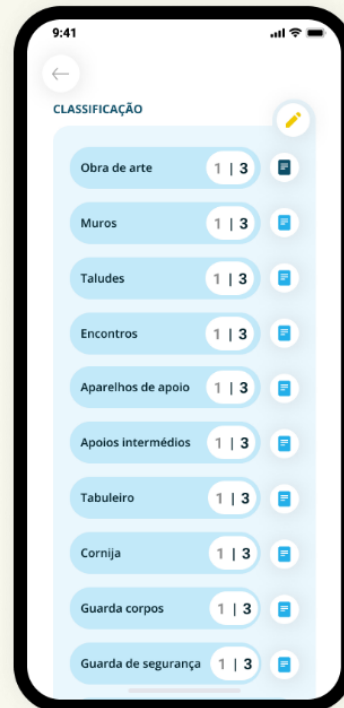 9:41
CLASSIFICAÇÃO
Obra de arte 1 | 3
Muros 1 | 3
Taludes 1 | 3
Encontros 1 | 3
Aparelhos de apoio 1 | 3
Apoios intermédios 1 | 3
Tabuleiro 1 | 3
Cornija 1 | 3
Guarda corpos 1 | 3
Guarda de segurança 1 | 3